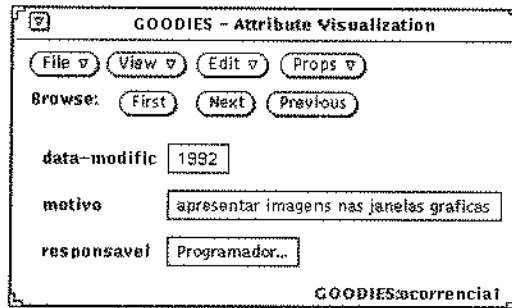 GOODIES - Attribute Visualization
File View Edit Props
Browse: First Next Previous
data-modific 1992
motivo apresentar imagens nas janelas graficas
responsavel Programador...
GOODIES:ocorrencia1